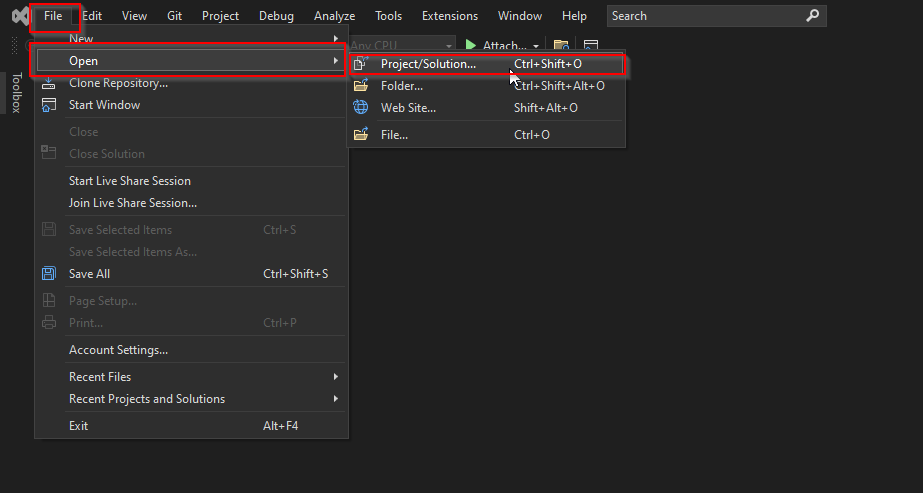 File Edit View Git Project Debug Analyze Tools Extensions Window Help Search
Any CPU Attach...
Toolbox
New
Open
Clone Repository...
Start Window
Close
Close Solution
Start Live Share Session
Join Live Share Session...
Save Selected Items Ctrl+S
Save Selected Items As...
Save All Ctrl+Shift+S
Page Setup...
Print... Ctrl+P
Account Settings...
Recent Files
Recent Projects and Solutions
Exit Alt+F4
Project/Solution... Ctrl+Shift+O
Folder... Ctrl+Shift+Alt+O
Web Site... Shift+Alt+O
File... Ctrl+O